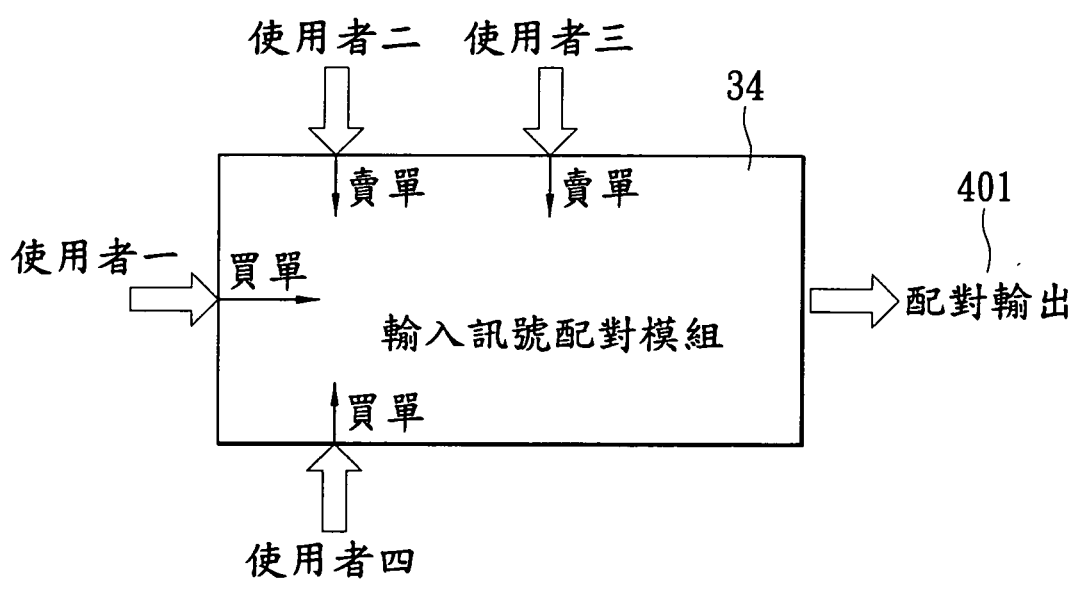 使用者二
使用者三
34
賣單
賣單
401
使用者一
買單
配對輸出
輸入訊號配對模組
買單
使用者四